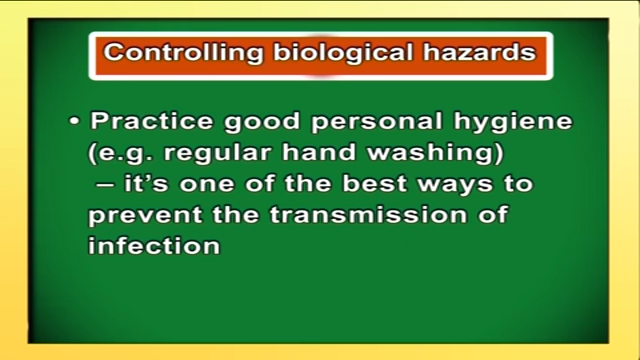 Controlling biological hazards
• Practice good personal hygiene
(e.g. regular hand washing)
– it's one of the best ways to
prevent the transmission of
infection